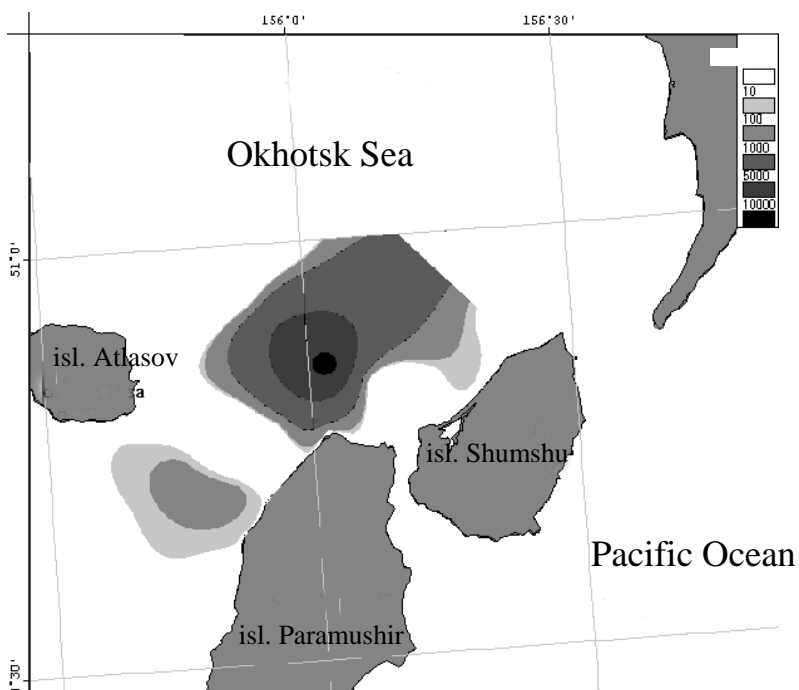 156°0'
156°30'
10
100
1000
5000
10000
Okhotsk Sea
51°0'
isl. Atlasov
isl. Shumshu
Pacific Ocean
isl. Paramushir
30'